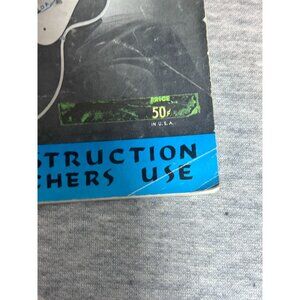 PRICE
50¢
IN U.S.A.
STRUCTION
CHERS USE